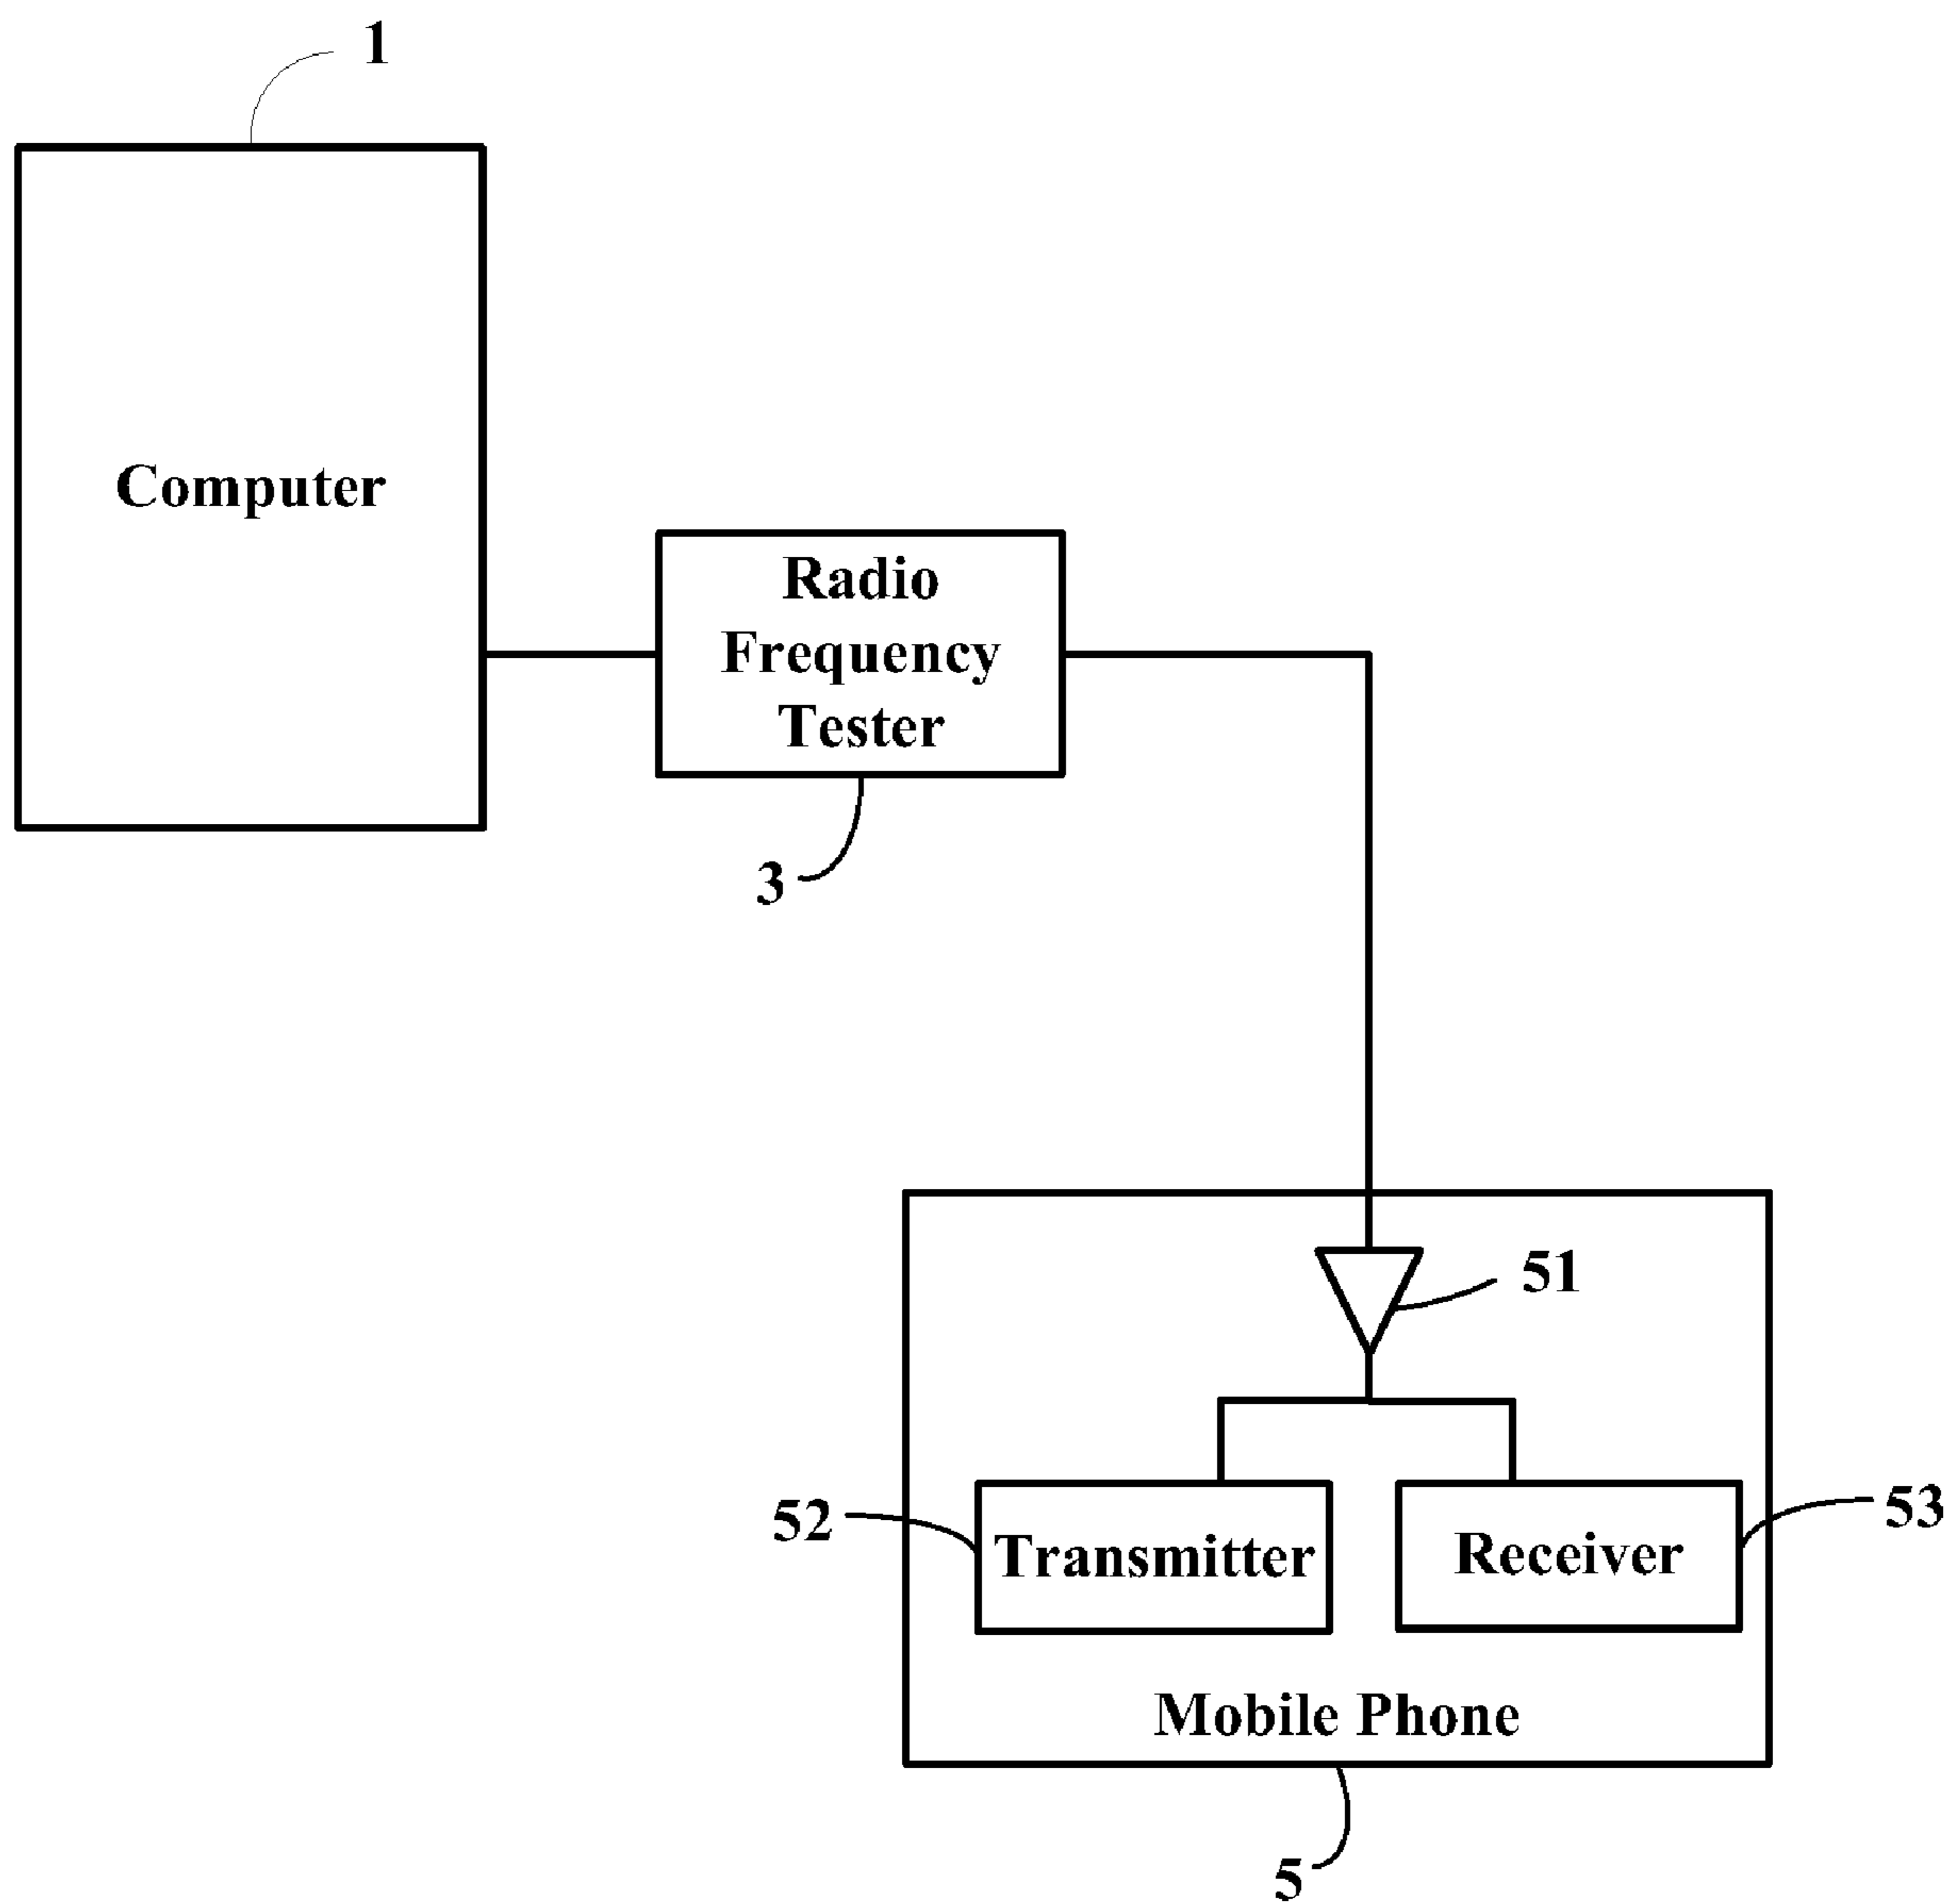 1
Computer
Radio
Frequency
Tester
3
51
52
Transmitter
Receiver
53
Mobile Phone
5